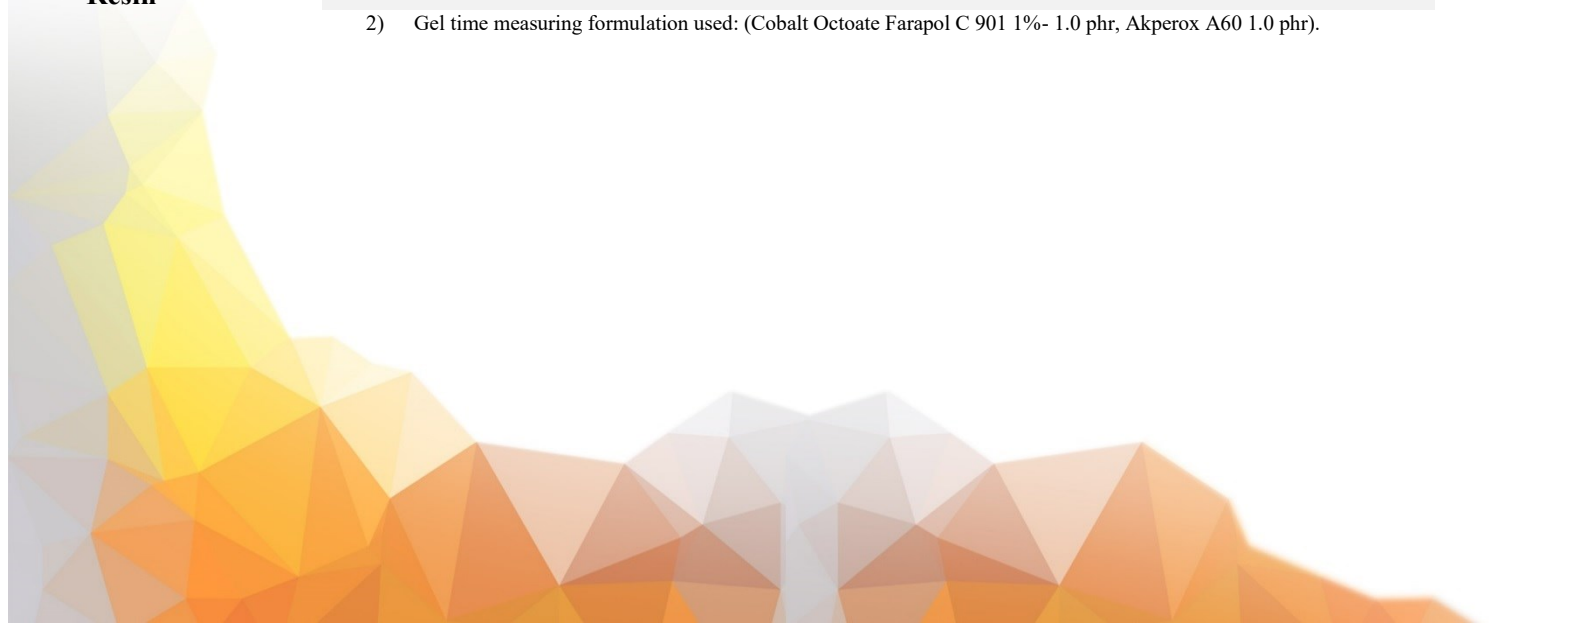 Resin
2) Gel time measuring formulation used: (Cobalt Octoate Farapol C 901 1%- 1.0 phr, Akperox A60 1.0 phr).